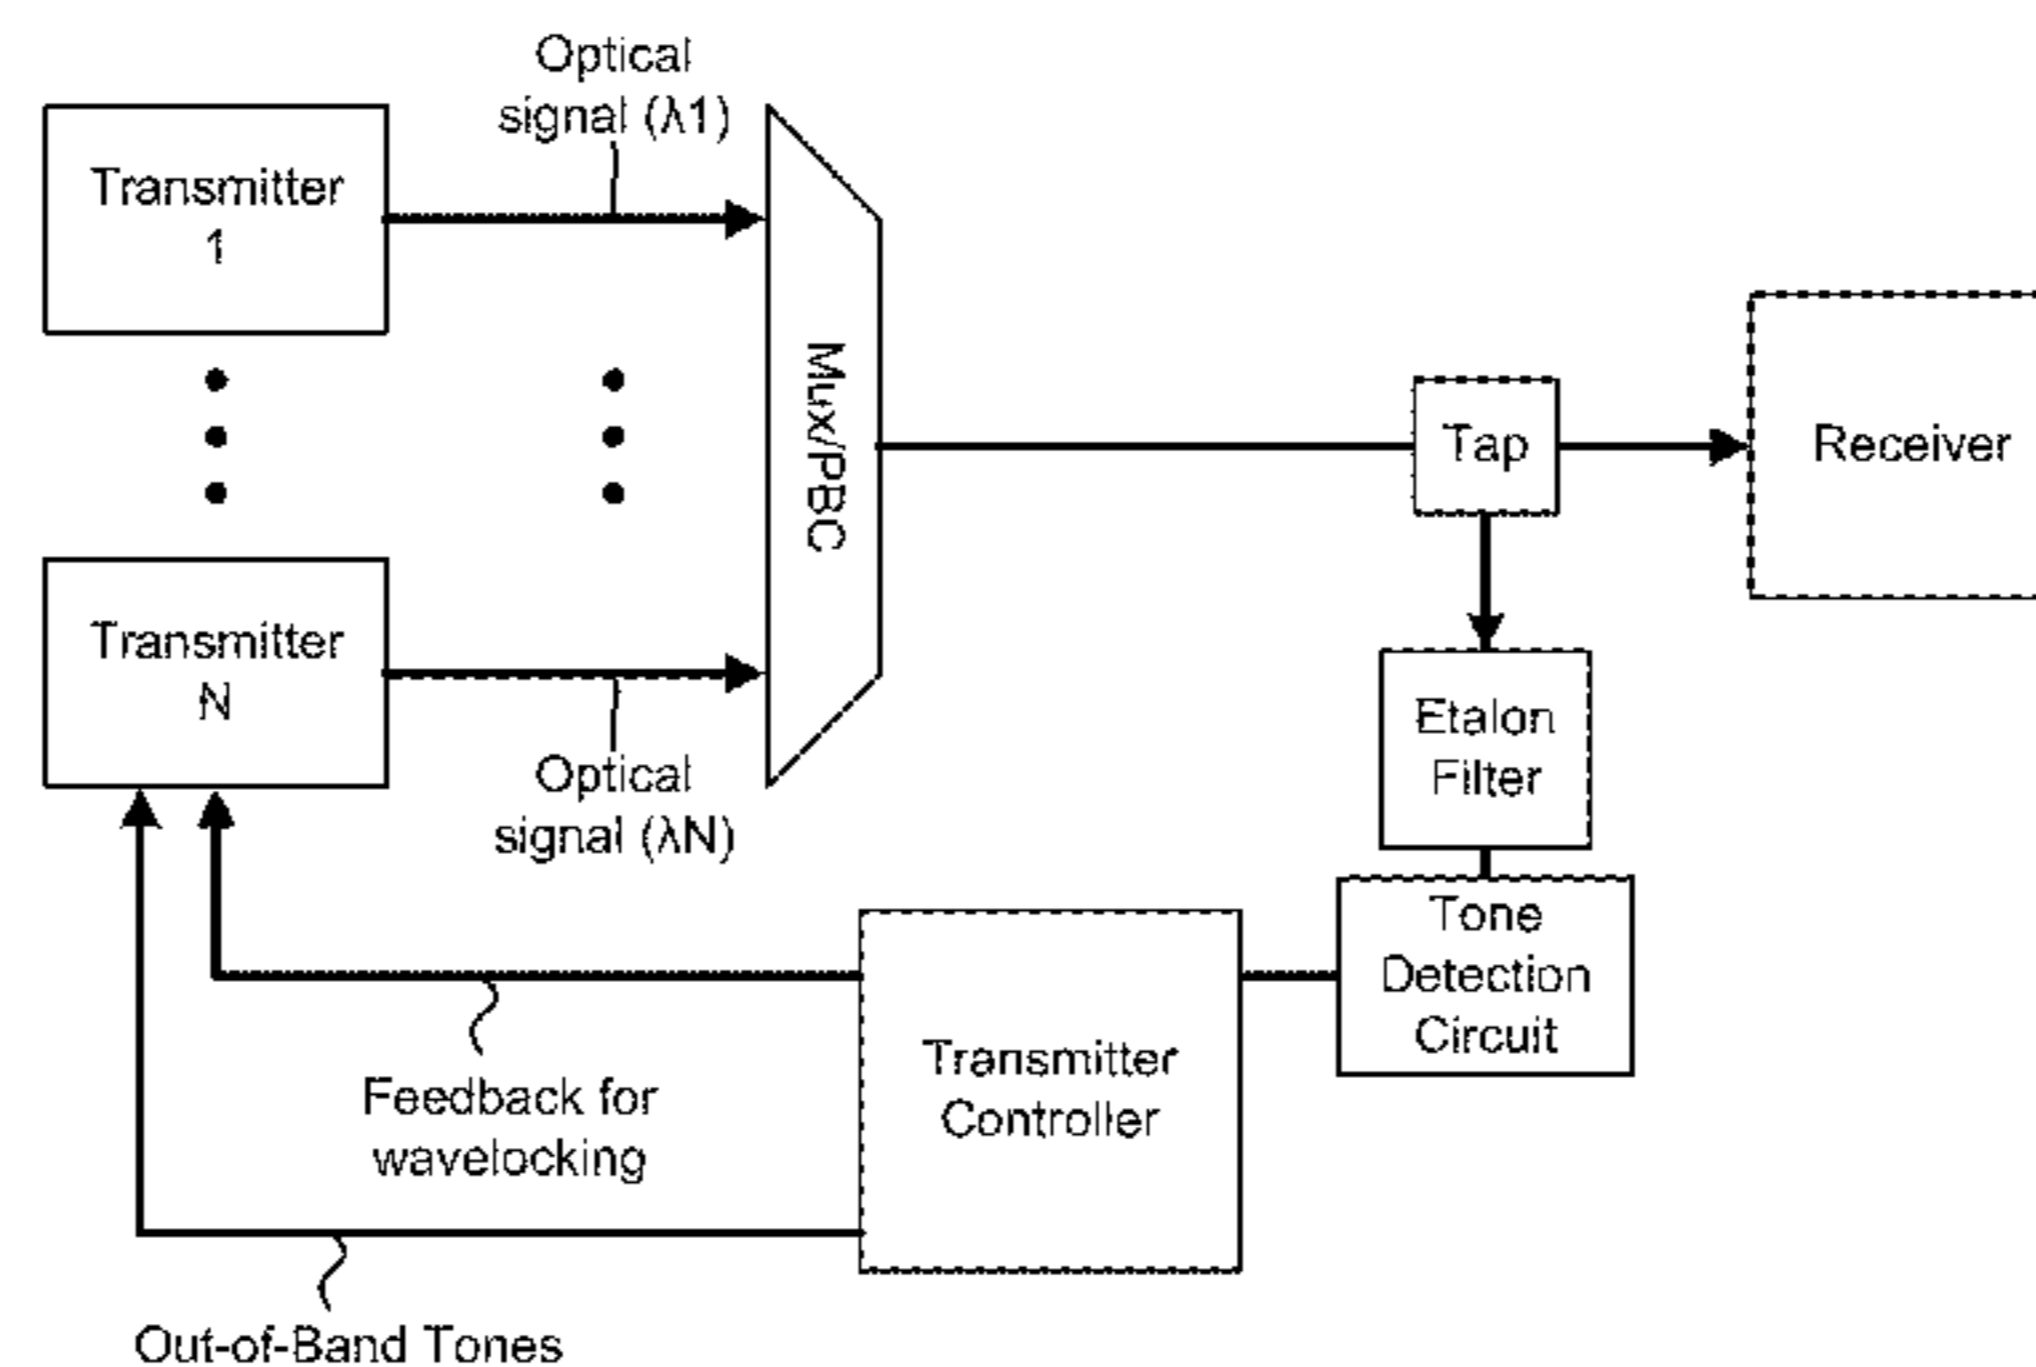 Optical
signal (λ1)
Transmitter
1
Mux/PBC
Tap
Receiver
Transmitter
N
Optical
signal (λN)
Etalon
Filter
Tone
Detection
Circuit
Transmitter
Controller
Feedback for
wavelocking
Out-of-Band Tones